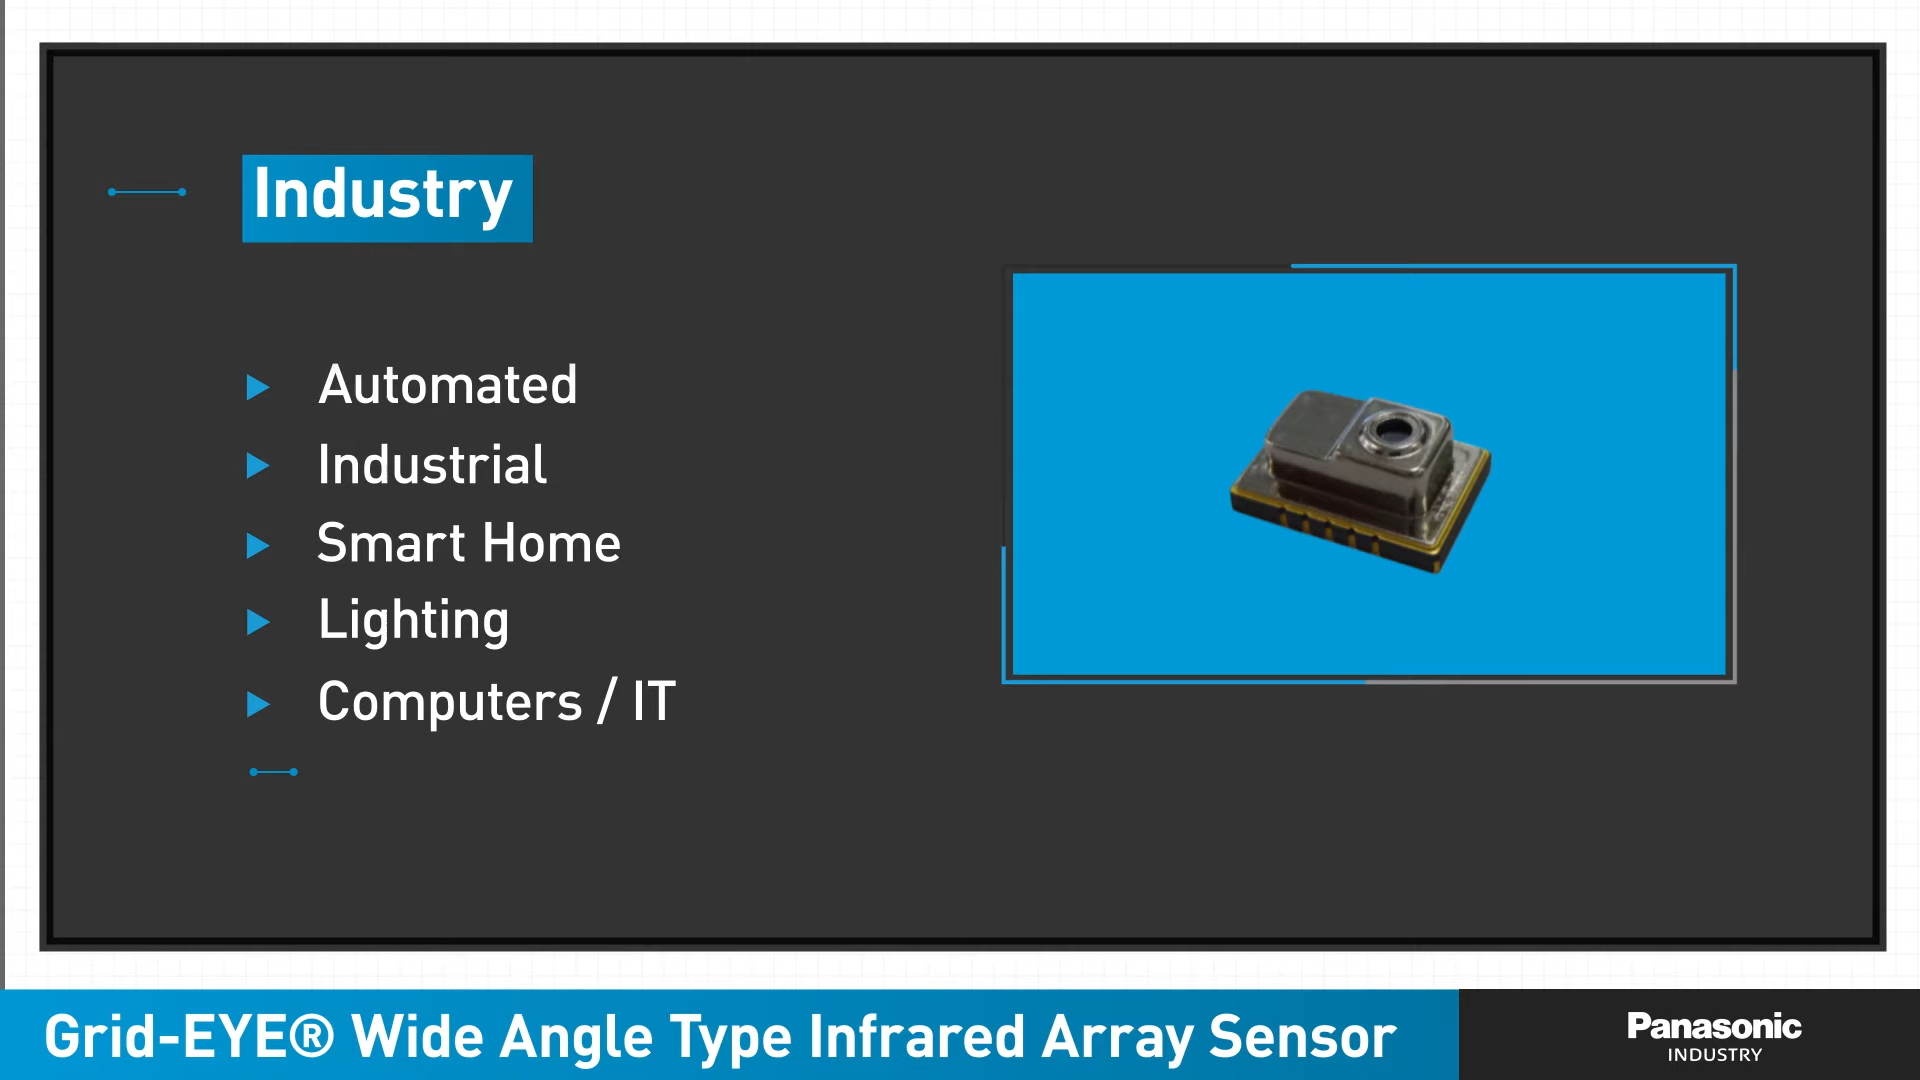 Industry
Automated
Industrial
Smart Home
Lighting
Computers / IT
Grid-EYE® Wide Angle Type Infrared Array Sensor
Panasonic
INDUSTRY